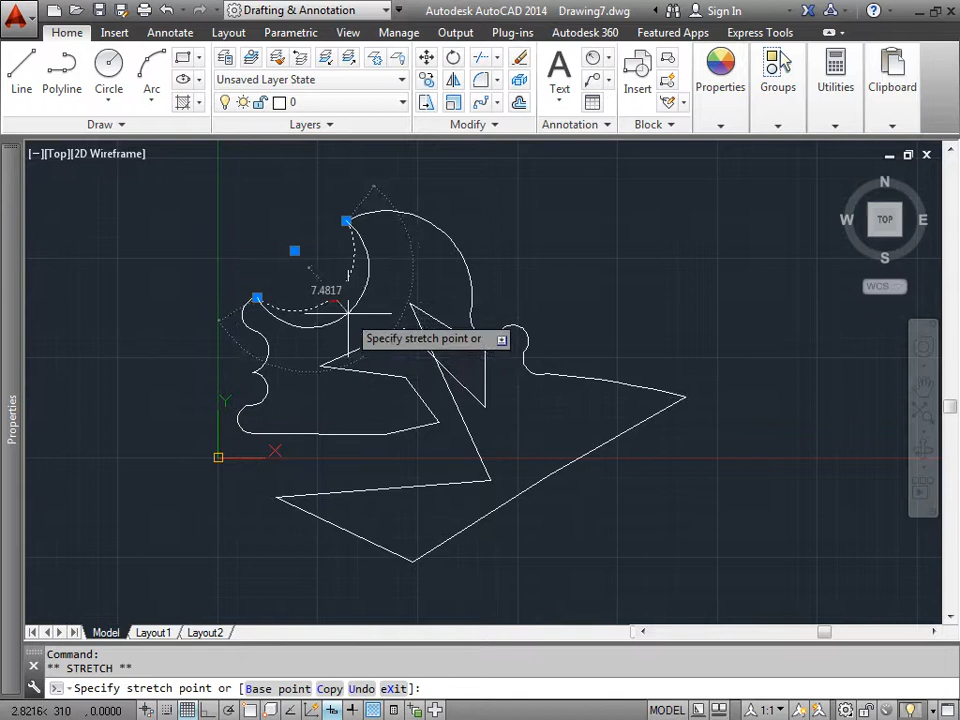 Drafting & Annotation
Autodesk AutoCAD 2014 Drawing7.dwg
Sign In
Home Insert Annotate Layout Parametric View Manage Output Plug-ins Autodesk 360 Featured Apps Express Tools
Line Polyline Circle Arc
Unsaved Layer State
0
Text
Insert
Properties Groups Utilities Clipboard
Draw Layers Modify Annotation Block
[−][Top][2D Wireframe]
N
W TOP E
S
WCS
7.4817
Specify stretch point or
Y
X
Properties
Model Layout1 Layout2
Command:
** STRETCH **
Specify stretch point or [Base point Copy Undo eXit]:
2.8216< 310 , 0.0000
MODEL
1:1